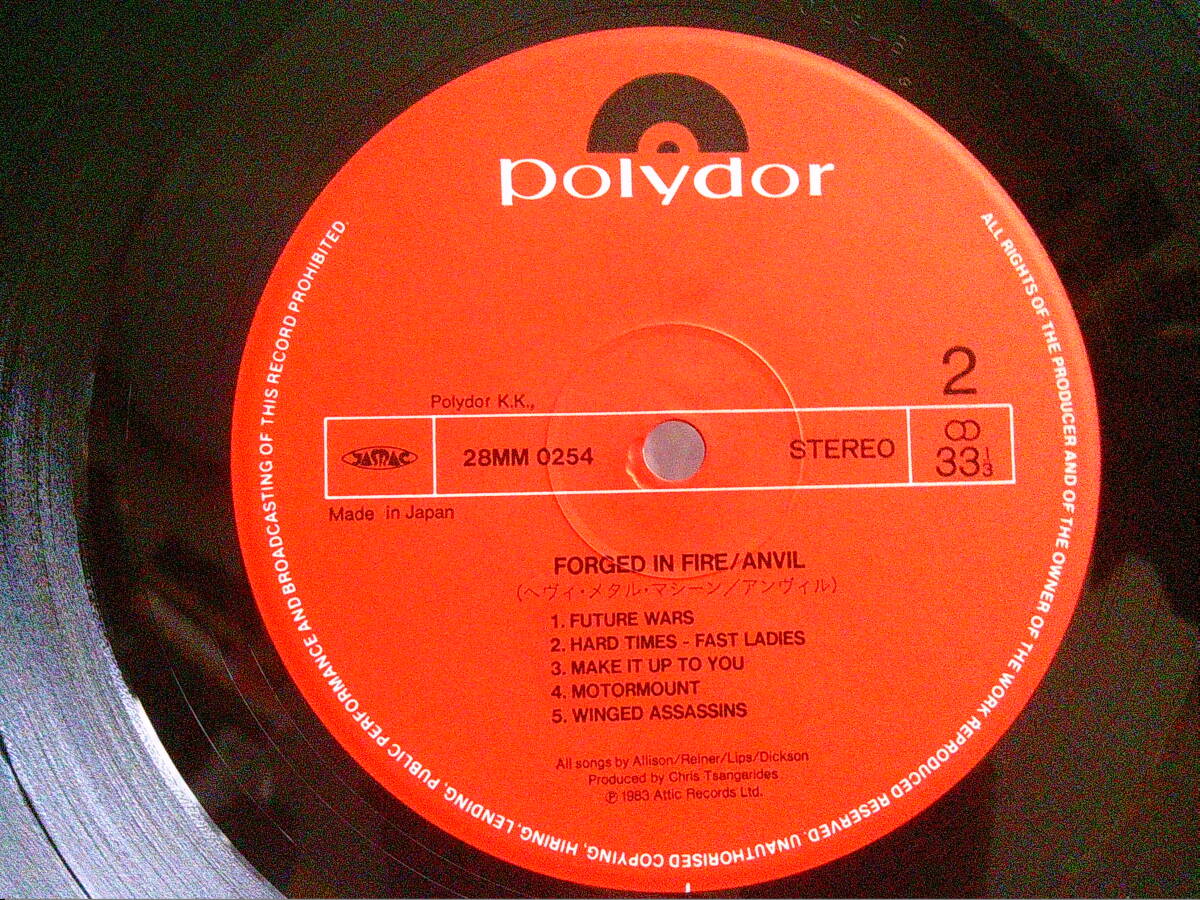 polydor
ALL RIGHTS OF THE PRODUCER AND OF THE OWNER OF THE WORK REPRODUCED RESERVED. UNAUTHORISED COPYING, HIRING, LENDING, PUBLIC PERFORMANCE AND BROADCASTING OF THIS RECORD PROHIBITED.
2
Polydor K.K.,
JASRAC 28MM 0254 STEREO 33 1/3
Made in Japan
FORGED IN FIRE/ANVIL
(ヘヴィ・メタル・マシーン/アンヴィル)
1. FUTURE WARS
2. HARD TIMES - FAST LADIES
3. MAKE IT UP TO YOU
4. MOTORMOUNT
5. WINGED ASSASSINS
All songs by Allison/Reiner/Lips/Dickson
Produced by Chris Tsangarides
℗ 1983 Attic Records Ltd.